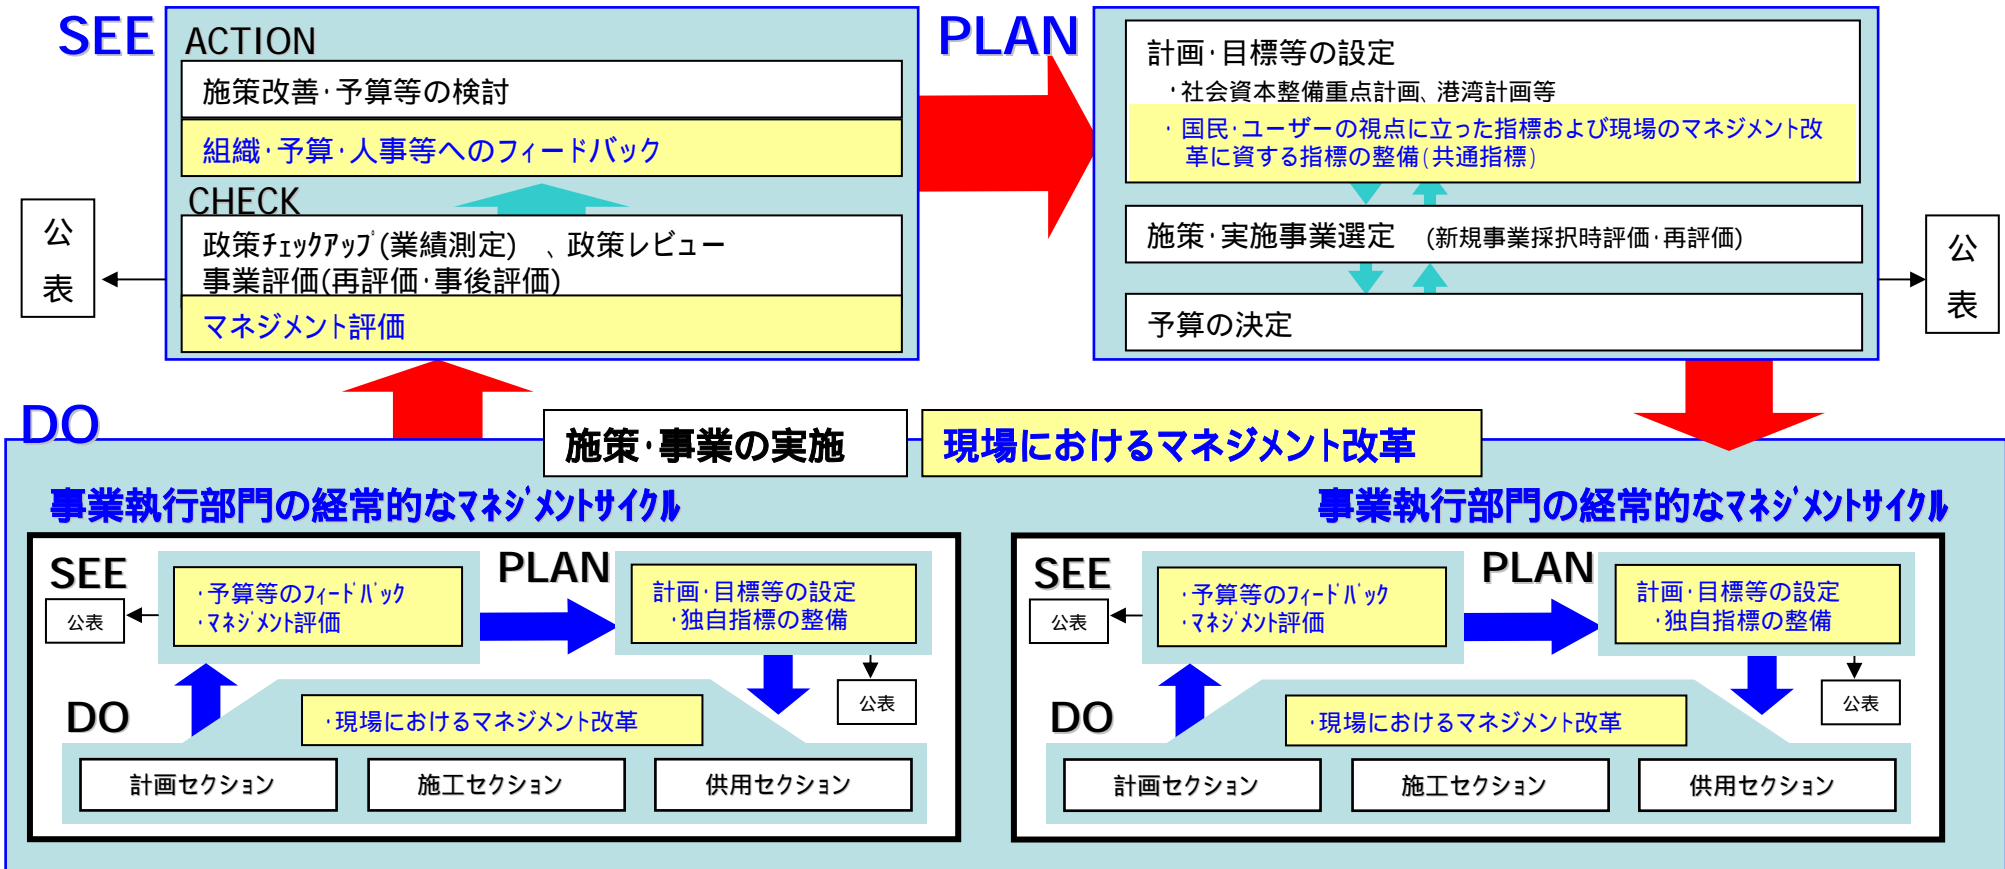 SEE
ACTION
施策改善・予算等の検討
組織・予算・人事等へのフィードバック
CHECK
政策ﾁｪｯｸｱｯﾌﾟ(業績測定) 、政策レビュー
事業評価(再評価・事後評価)
マネジメント評価
公
表
PLAN
計画・目標等の設定
・社会資本整備重点計画、港湾計画等
・国民・ユーザーの視点に立った指標および現場のマネジメント改
革に資する指標の整備(共通指標)
施策・実施事業選定 (新規事業採択時評価・再評価)
予算の決定
公
表
DO
施策・事業の実施
現場におけるマネジメント改革
事業執行部門の経常的なﾏﾈｼﾞﾒﾝﾄｻｲｸﾙ
SEE
公表
・予算等のﾌｨｰﾄﾞﾊﾞｯｸ
・ﾏﾈｼﾞﾒﾝﾄ評価
PLAN
計画・目標等の設定
・独自指標の整備
公表
DO
・現場におけるマネジメント改革
計画セクション
施工セクション
供用セクション
事業執行部門の経常的なﾏﾈｼﾞﾒﾝﾄｻｲｸﾙ
SEE
公表
・予算等のﾌｨｰﾄﾞﾊﾞｯｸ
・ﾏﾈｼﾞﾒﾝﾄ評価
PLAN
計画・目標等の設定
・独自指標の整備
公表
DO
・現場におけるマネジメント改革
計画セクション
施工セクション
供用セクション